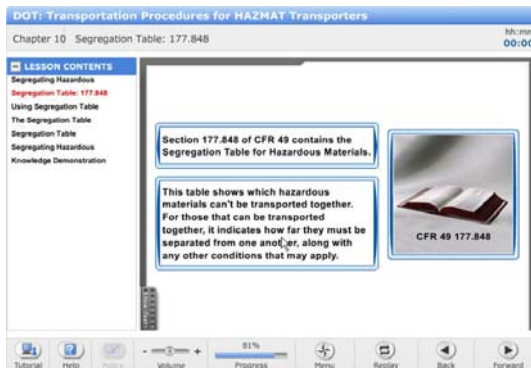 DOT: Transportation Procedures for HAZMAT Transporters
Chapter 10 Segregation Table: 177.848
hh:mm
00:00
LESSON CONTENTS
Segregating Hazardous
Segregation Table: 177.848
Using Segregation Table
The Segregation Table
Segregation Table
Segregating Hazardous
Knowledge Demonstration
Section 177.848 of CFR 49 contains the
Segregation Table for Hazardous Materials.
This table shows which hazardous
materials can't be transported together.
For those that can be transported
together, it indicates how far they must be
separated from one another, along with
any other conditions that may apply.
CFR 49 177.848
- +
81%
Tutorial Help Policy Volume Progress Menu Replay Back Forward